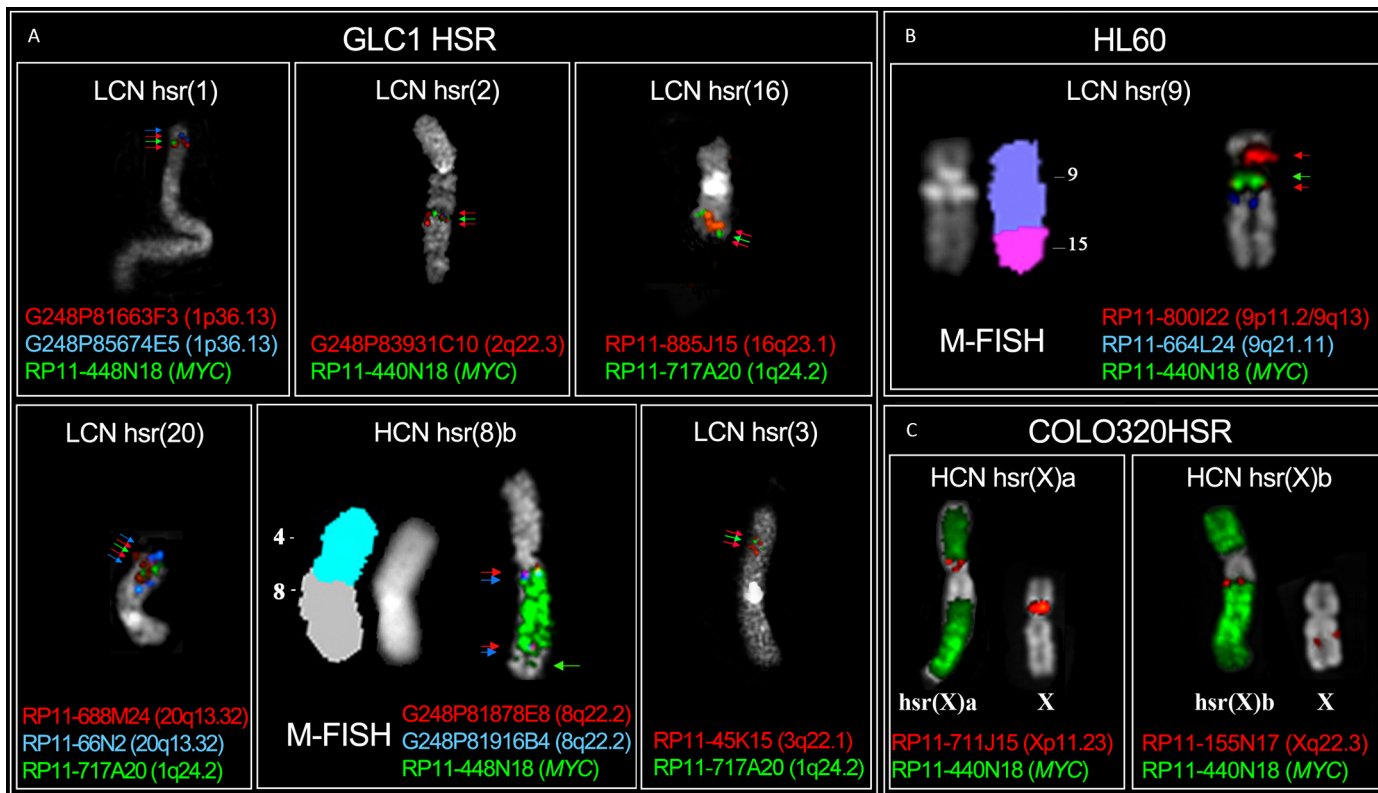 A
GLC1 HSR
LCN hsr(1)
G248P81663F3 (1p36.13)
G248P85674E5 (1p36.13)
RP11-448N18 (MYC)
LCN hsr(2)
G248P83931C10 (2q22.3)
RP11-440N18 (MYC)
LCN hsr(16)
RP11-885J15 (16q23.1)
RP11-717A20 (1q24.2)
LCN hsr(20)
RP11-688M24 (20q13.32)
RP11-66N2 (20q13.32)
RP11-717A20 (1q24.2)
HCN hsr(8)b
4 -
8 -
M-FISH
G248P81878E8 (8q22.2)
G248P81916B4 (8q22.2)
RP11-448N18 (MYC)
LCN hsr(3)
RP11-45K15 (3q22.1)
RP11-717A20 (1q24.2)
B
HL60
LCN hsr(9)
–9
–15
M-FISH
RP11-800I22 (9p11.2/9q13)
RP11-664L24 (9q21.11)
RP11-440N18 (MYC)
C
COLO320HSR
HCN hsr(X)a
hsr(X)a X
RP11-711J15 (Xp11.23)
RP11-440N18 (MYC)
HCN hsr(X)b
hsr(X)b X
RP11-155N17 (Xq22.3)
RP11-440N18 (MYC)